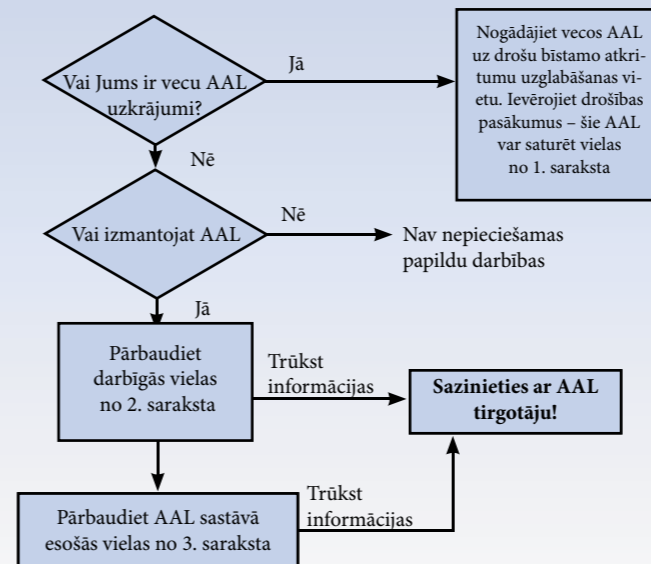 Vai Jums ir vecu AAL
uzkrājumi?
Jā
Nogādājiet vecos AAL
uz drošu bīstamo atkri-
tumu uzglabāšanas vie-
tu. Ievērojiet drošības
pasākumus – šie AAL
var saturēt vielas
no 1. saraksta
Nē
Vai izmantojat AAL
Nē
Nav nepieciešamas
papildu darbības
Jā
Pārbaudiet
darbīgās vielas
no 2. saraksta
Trūkst
informācijas
Sazinieties ar AAL
tirgotāju!
Pārbaudiet AAL sastāvā
esošās vielas no 3. saraksta
Trūkst
informācijas